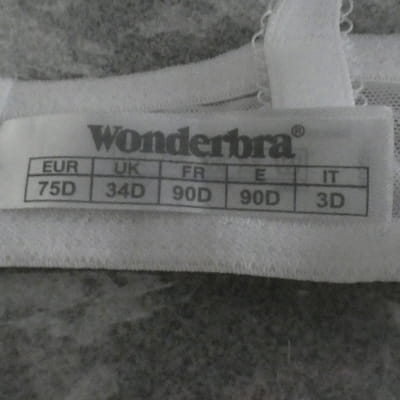 Wonderbra®
EUR UK FR E IT
75D 34D 90D 90D 3D